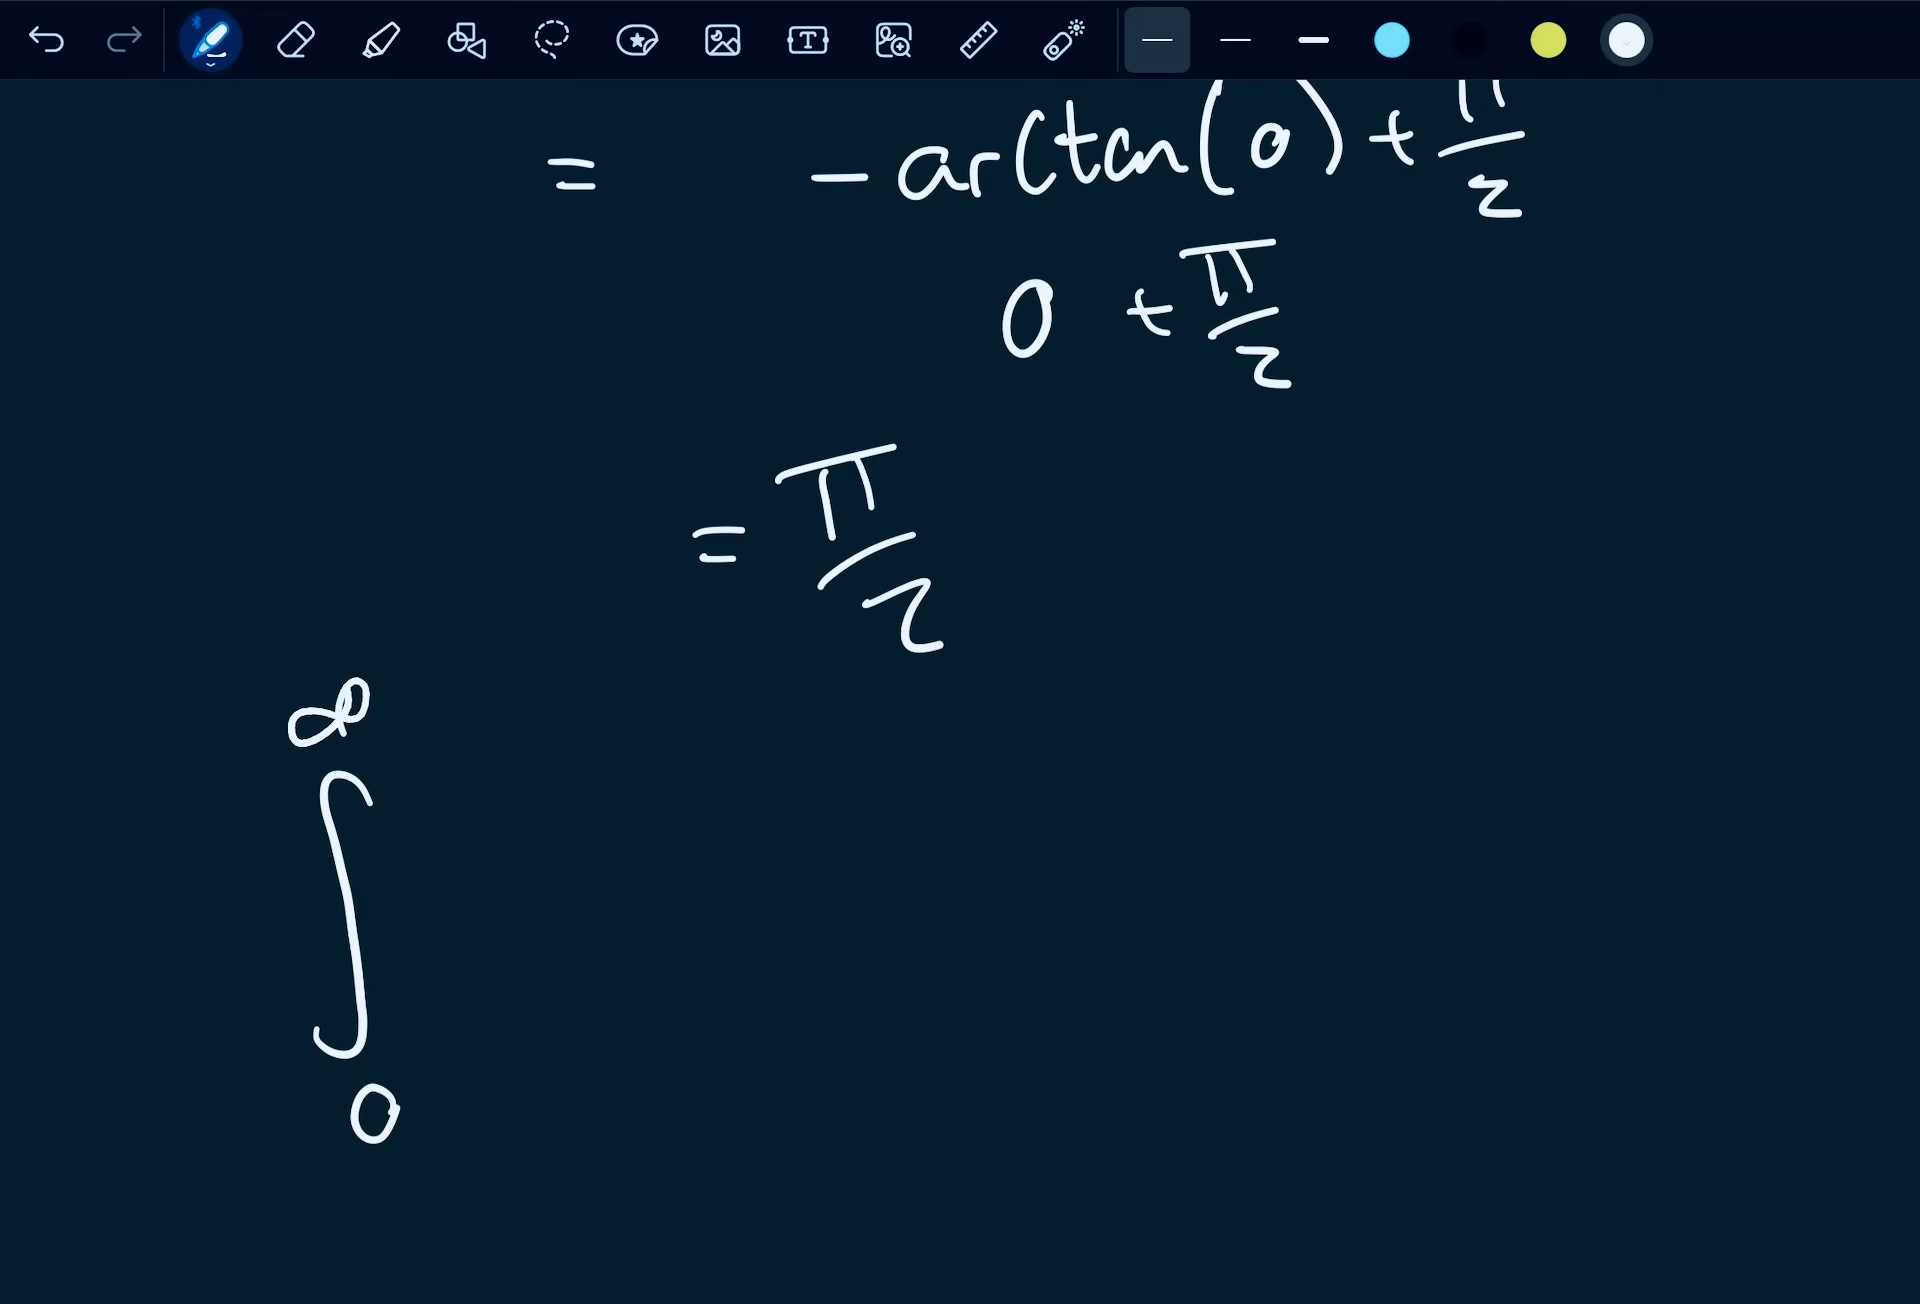 = - arctan(0) + π/2
0 + π/2
= π/2
∞
∫
0